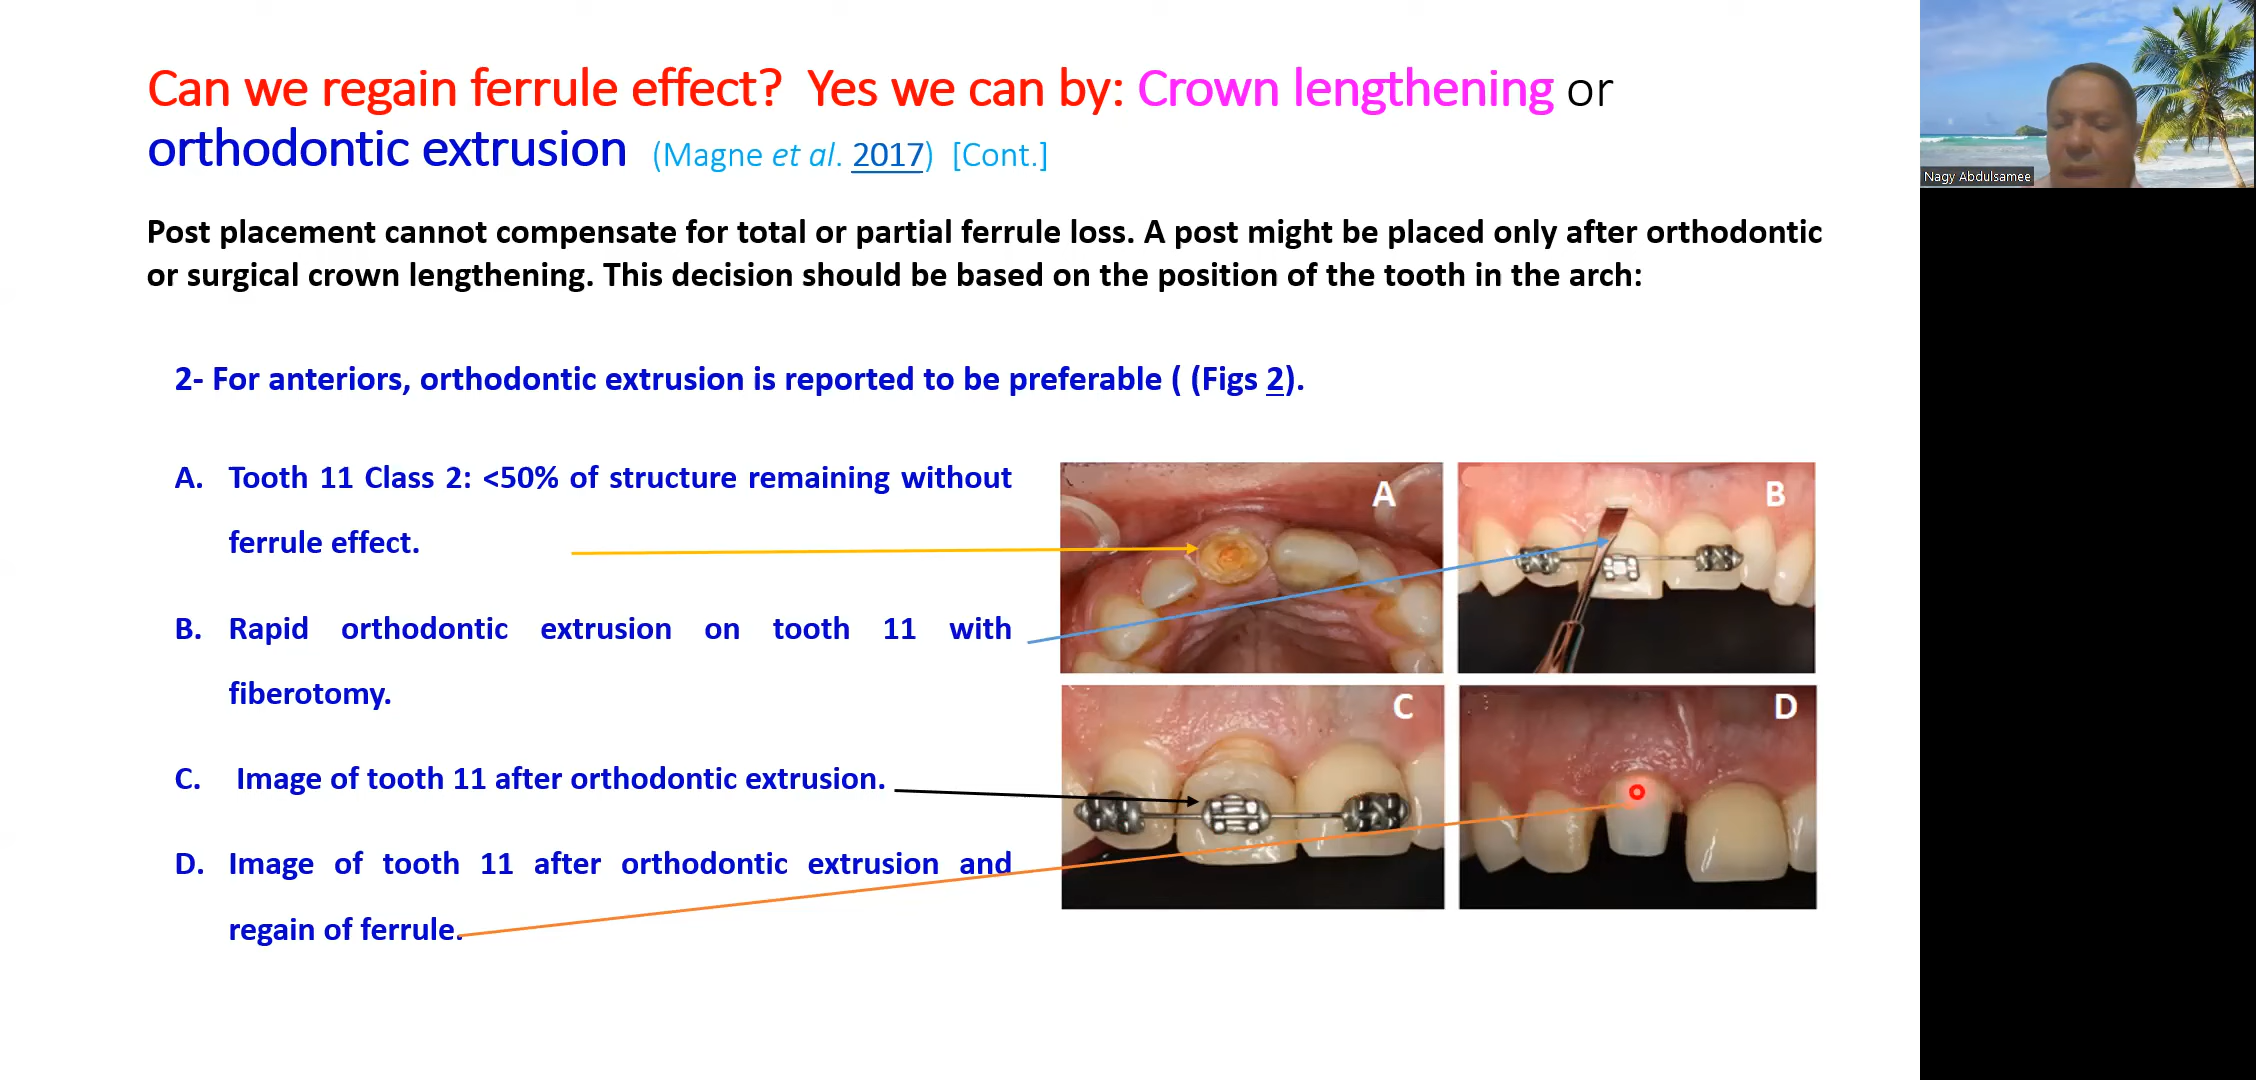 Can we regain ferrule effect?  Yes we can by: Crown lengthening or
orthodontic extrusion (Magne et al. 2017) [Cont.]
Post placement cannot compensate for total or partial ferrule loss. A post might be placed only after orthodontic
or surgical crown lengthening. This decision should be based on the position of the tooth in the arch:
2- For anteriors, orthodontic extrusion is reported to be preferable ( (Figs 2).
A. Tooth 11 Class 2: <50% of structure remaining without
ferrule effect.
B. Rapid orthodontic extrusion on tooth 11 with
fiberotomy.
C. Image of tooth 11 after orthodontic extrusion.
D. Image of tooth 11 after orthodontic extrusion and
regain of ferrule.
A
B
C
D
Nagy Abdulsamee